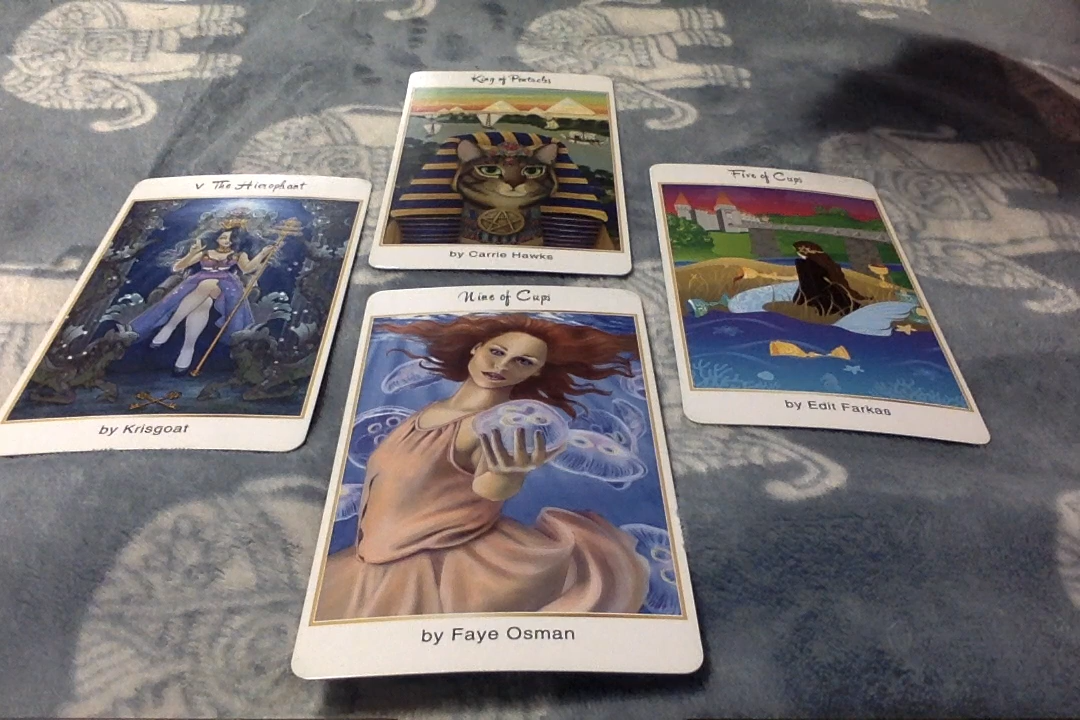 King of Pentacles
by Carrie Hawks
V The Hierophant
by Krisgoat
Five of Cups
by Edit Farkas
Nine of Cups
by Faye Osman